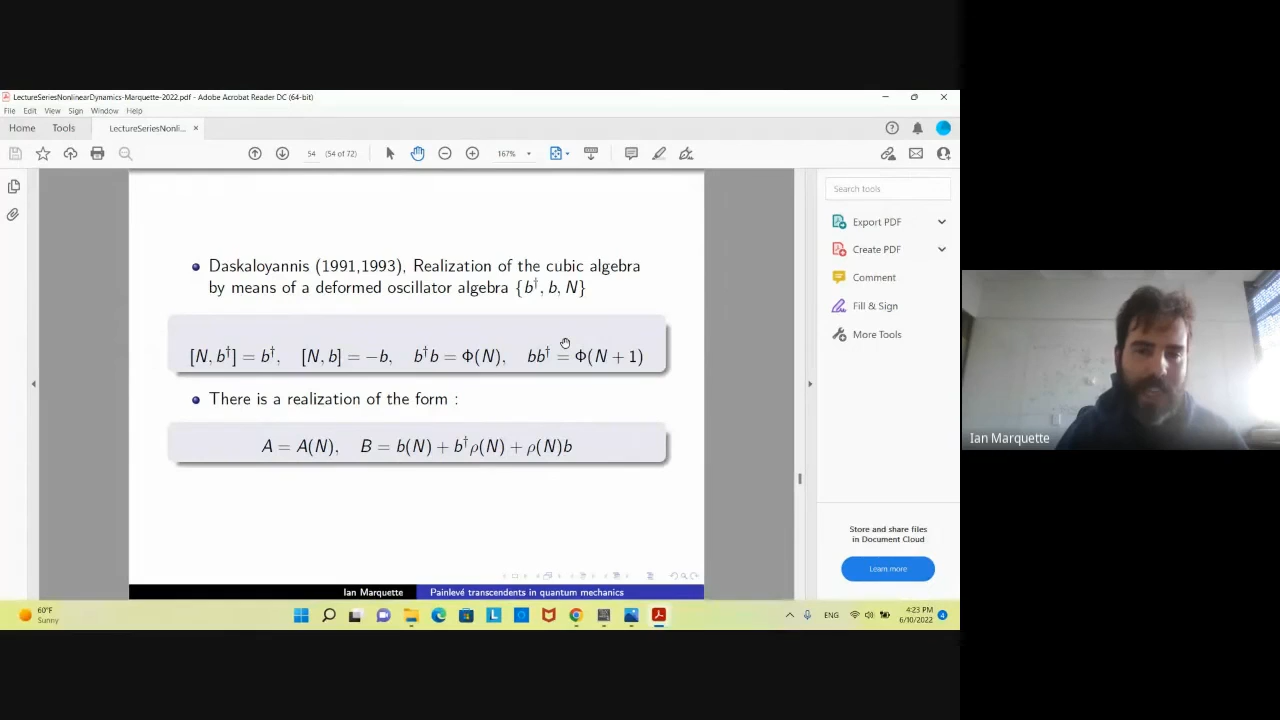 LectureSeriesNonlinearDynamics-Marquette-2022.pdf - Adobe Acrobat Reader DC (64-bit)
File Edit View Sign Window Help
Home Tools LectureSeriesNonli... ×
54 (54 of 72) 167%
Search tools
Export PDF
Create PDF
Comment
Fill & Sign
More Tools
Daskaloyannis (1991,1993), Realization of the cubic algebra
by means of a deformed oscillator algebra {b†, b, N}
[N, b†] = b†, [N, b] = −b, b†b = Φ(N), bb† = Φ(N + 1)
There is a realization of the form :
A = A(N), B = b(N) + b†ρ(N) + ρ(N)b
Store and share files
in Document Cloud
Learn more
Ian Marquette Painlevé transcendents in quantum mechanics
60°F
Sunny
ENG
4:23 PM
6/10/2022
4
Ian Marquette